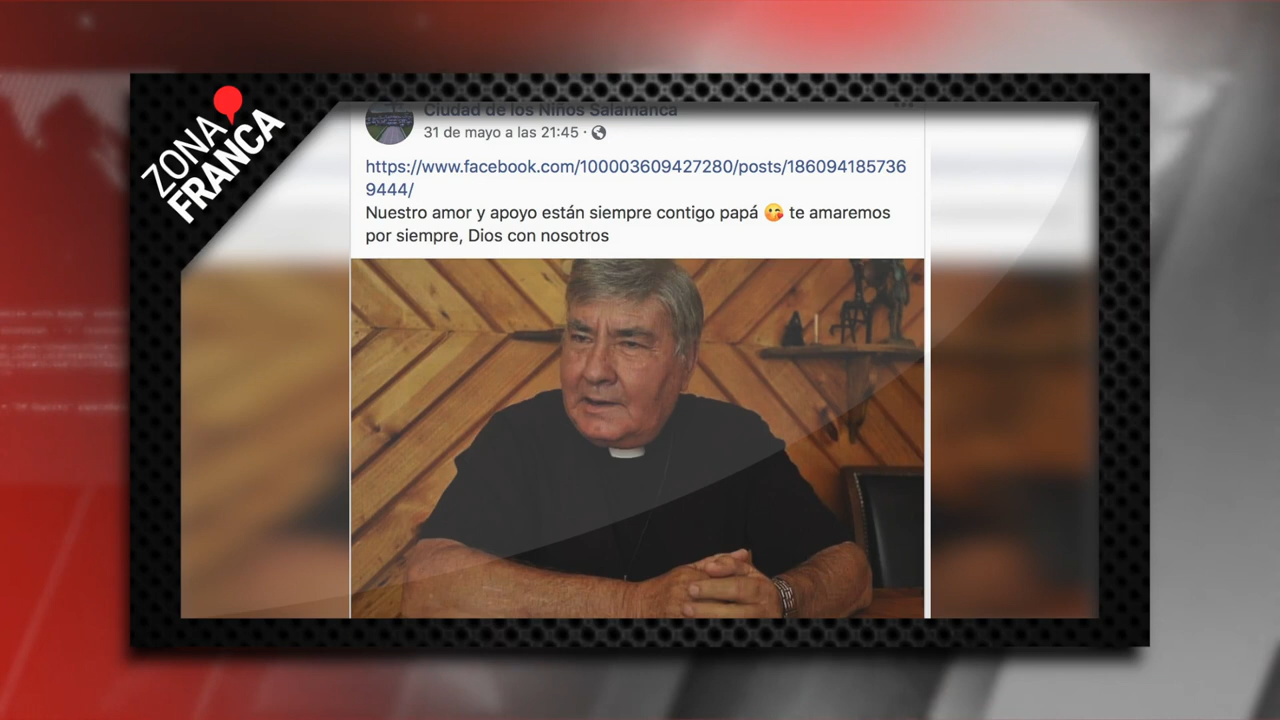 ZONA
FRANCA
Ciudad de los Niños Salamanca
31 de mayo a las 21:45 ·
https://www.facebook.com/100003609427280/posts/186094185736
9444/
Nuestro amor y apoyo están siempre contigo papá 😘 te amaremos
por siempre, Dios con nosotros